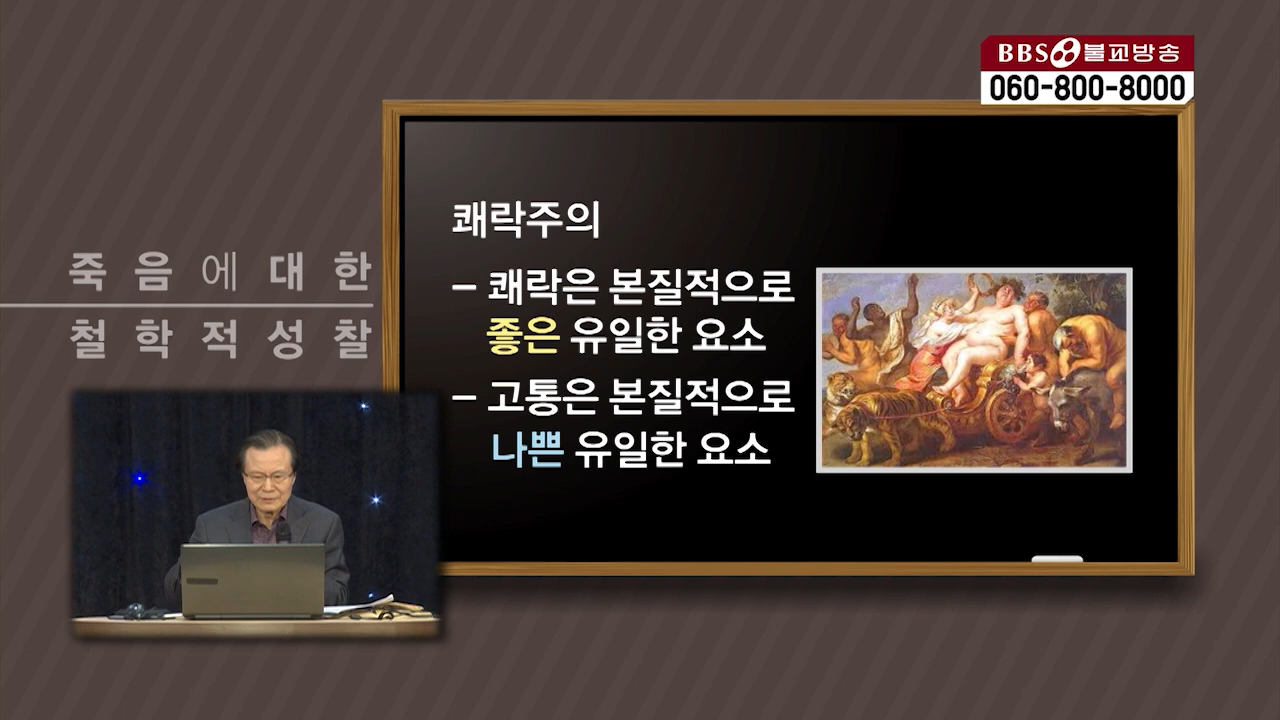 BBS 불교방송
060-800-8000
죽음에대한
철학적성찰
쾌락주의
- 쾌락은 본질적으로
좋은 유일한 요소
- 고통은 본질적으로
나쁜 유일한 요소